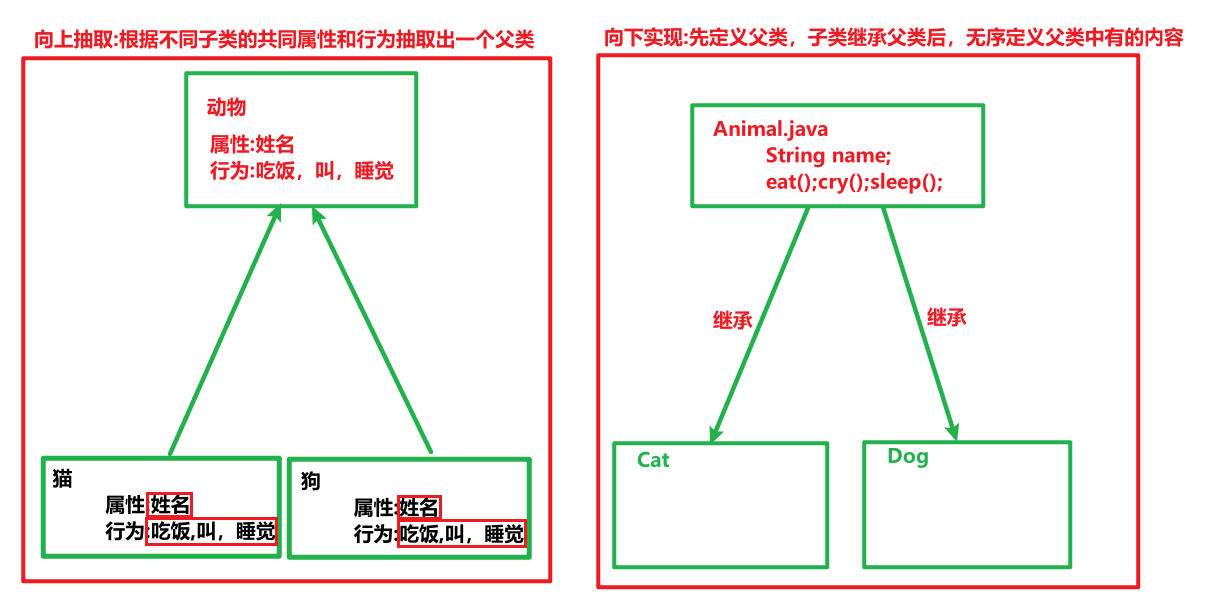 向上抽取:根据不同子类的共同属性和行为抽取出一个父类
动物
属性:姓名
行为:吃饭，叫，睡觉
猫
属性:姓名
行为:吃饭,叫，睡觉
狗
属性:姓名
行为:吃饭,叫，睡觉
向下实现:先定义父类，子类继承父类后，无序定义父类中有的内容
Animal.java
String name;
eat();cry();sleep();
继承
继承
Cat
Dog